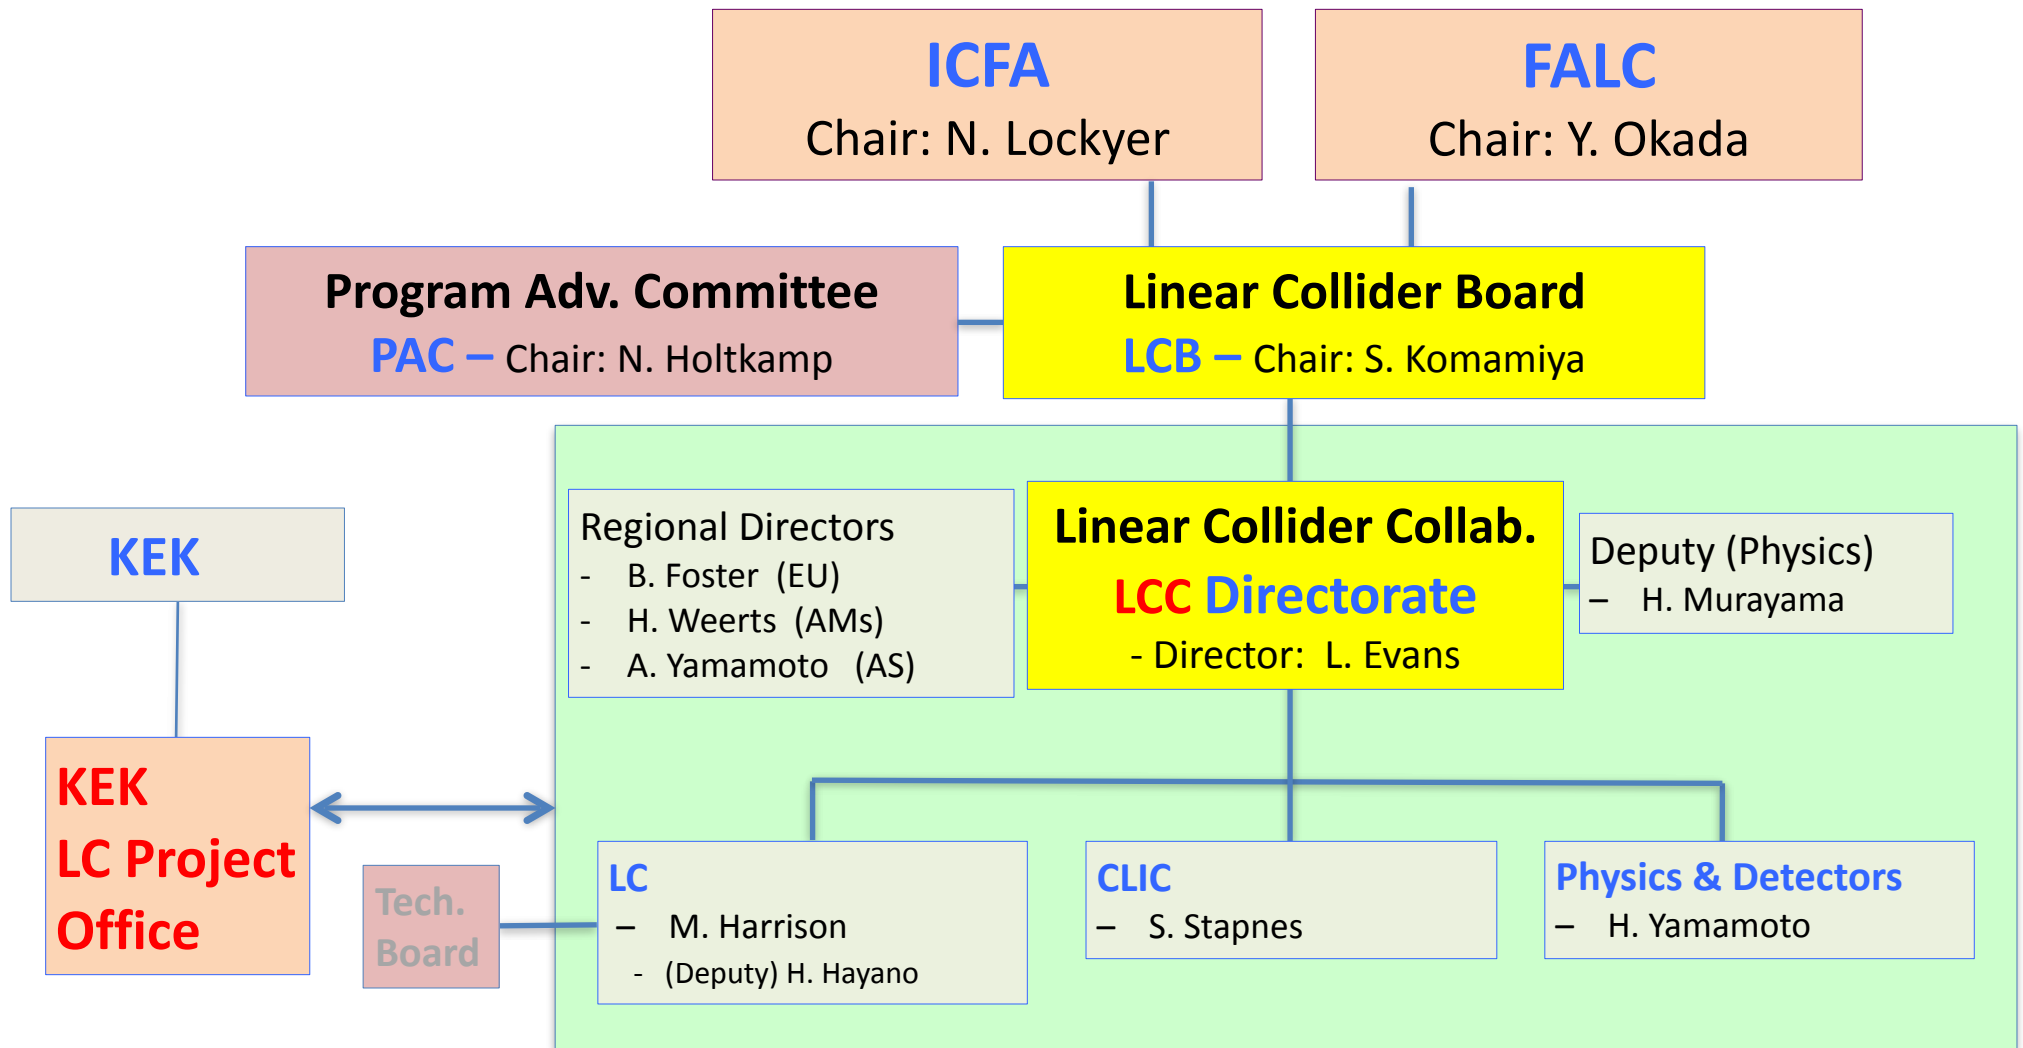 ICFA
Chair: N. Lockyer
FALC
Chair: Y. Okada
Program Adv. Committee
PAC – Chair: N. Holtkamp
Linear Collider Board
LCB – Chair: S. Komamiya
KEK
Regional Directors
- B. Foster (EU)
- H. Weerts (AMs)
- A. Yamamoto (AS)
Linear Collider Collab.
LCC Directorate
- Director: L. Evans
Deputy (Physics)
– H. Murayama
KEK
LC Project
Office
Tech.
Board
LC
– M. Harrison
- (Deputy) H. Hayano
CLIC
– S. Stapnes
Physics & Detectors
– H. Yamamoto